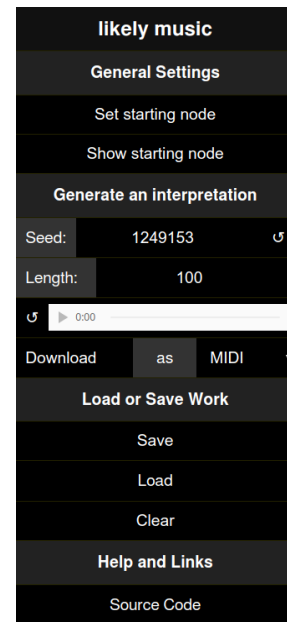 likely music
General Settings
Set starting node
Show starting node
Generate an interpretation
Seed: 1249153 ↺
Length: 100
↺ 0:00
Download as MIDI
Load or Save Work
Save
Load
Clear
Help and Links
Source Code